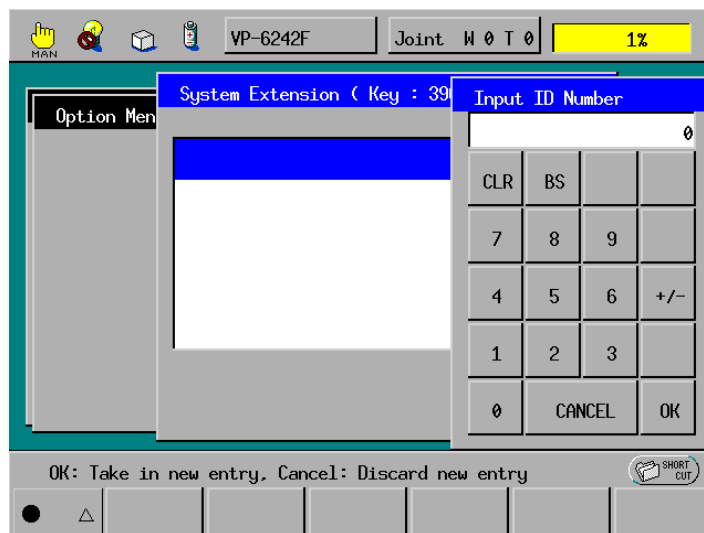 MAN
VP-6242F
Joint W 0 T 0
1%
System Extension ( Key : 39
Input ID Number
Option Men
0
CLR BS
7 8 9
4 5 6 +/-
1 2 3
0 CANCEL OK
OK: Take in new entry, Cancel: Discard new entry
SHORT
CUT